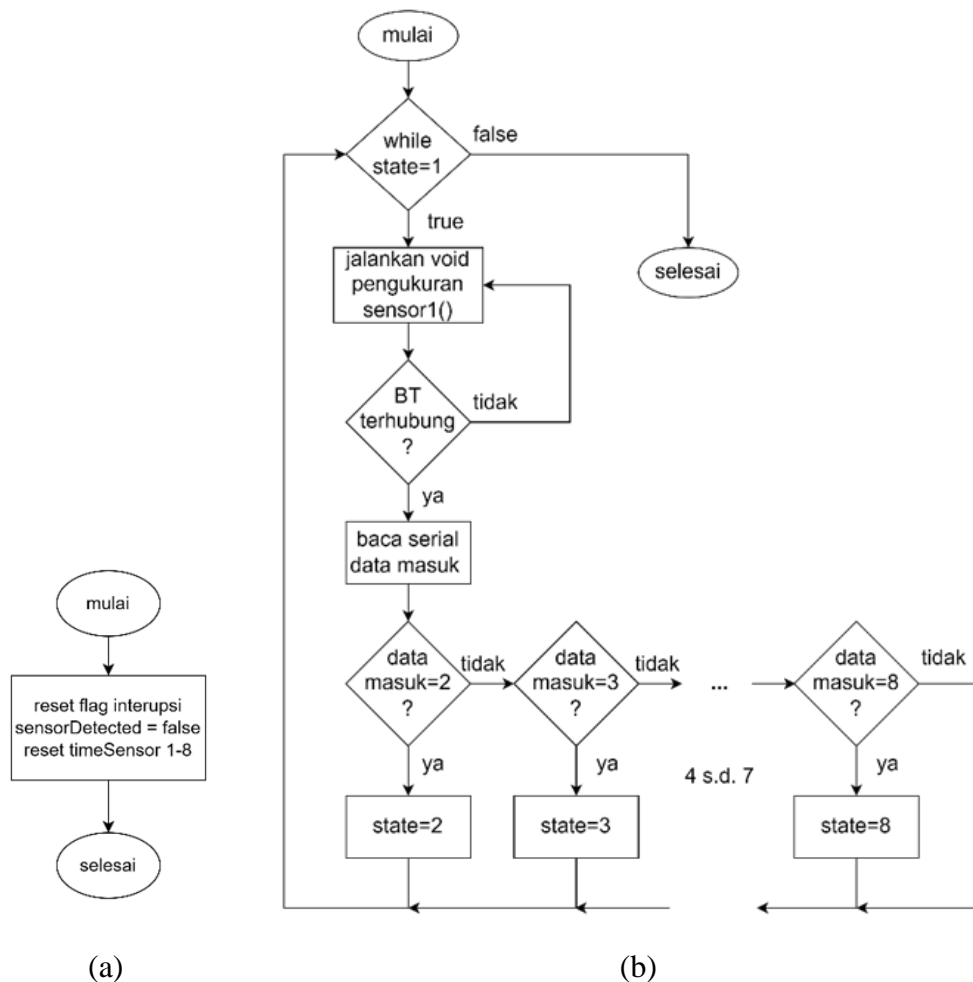 mulai
reset flag interupsi
sensorDetected = false
reset timeSensor 1-8
selesai
(a)
mulai
while
state=1
false
true
selesai
jalankan void
pengukuran
sensor1()
BT
terhubung
?
tidak
ya
baca serial
data masuk
data
masuk=2
?
tidak
ya
state=2
data
masuk=3
?
tidak
ya
state=3
...
4 s.d. 7
data
masuk=8
?
tidak
ya
state=8
(b)